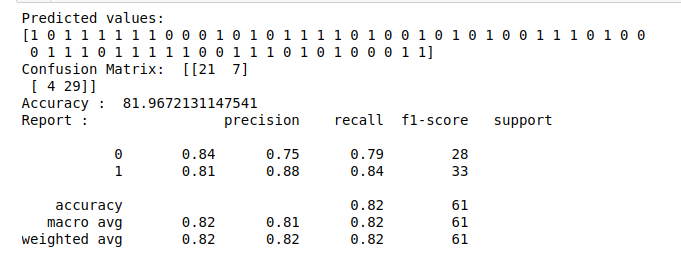 Predicted values:
[1 0 1 1 1 1 1 1 0 0 0 1 0 1 0 1 1 1 1 0 1 0 0 1 0 1 0 1 0 0 1 1 1 0 1 0 0
0 1 1 1 0 1 1 1 1 1 0 0 1 1 1 0 1 0 1 0 0 0 1 1]
Confusion Matrix: [[21 7]
[ 4 29]]
Accuracy : 81.9672131147541
Report : precision recall f1-score support
0 0.84 0.75 0.79 28
1 0.81 0.88 0.84 33
accuracy 0.82 61
macro avg 0.82 0.81 0.82 61
weighted avg 0.82 0.82 0.82 61